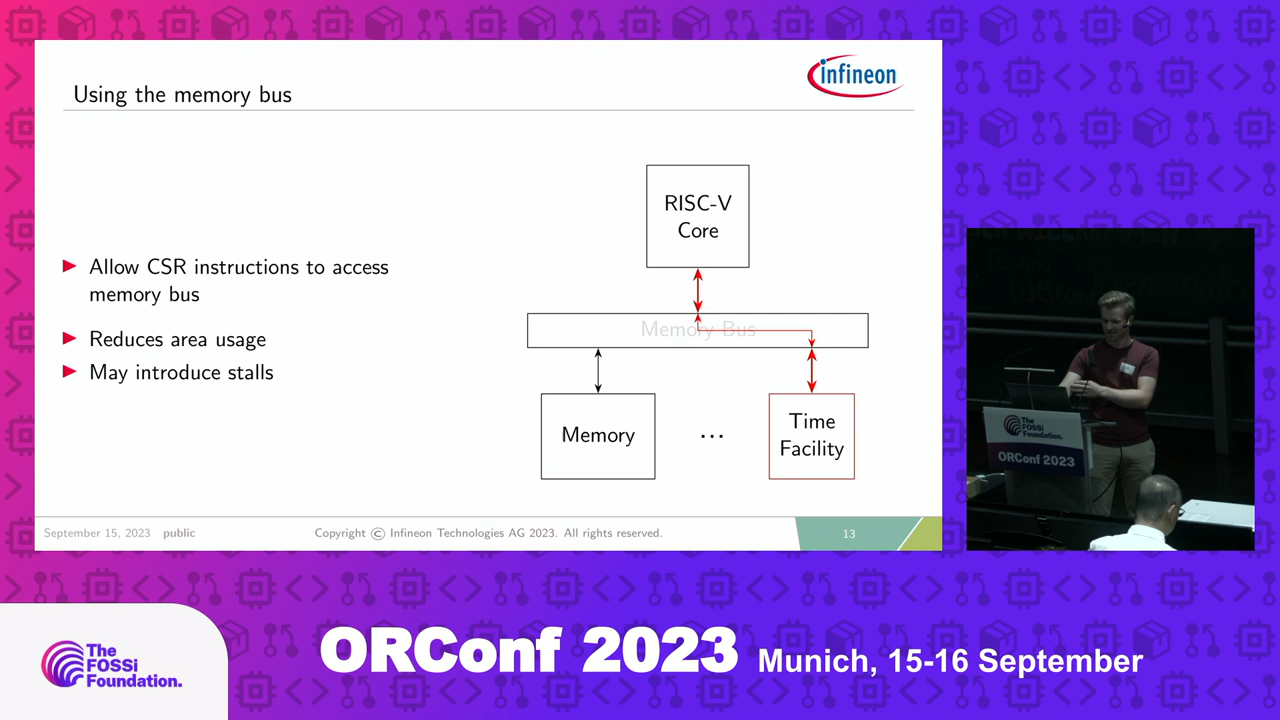 Using the memory bus
infineon
Allow CSR instructions to access
memory bus
Reduces area usage
May introduce stalls
RISC-V
Core
Memory Bus
Memory
...
Time
Facility
September 15, 2023 public
Copyright © Infineon Technologies AG 2023. All rights reserved.
13
The
FOSSi
Foundation.
ORConf 2023
The
FOSSi
Foundation.
ORConf 2023 Munich, 15-16 September